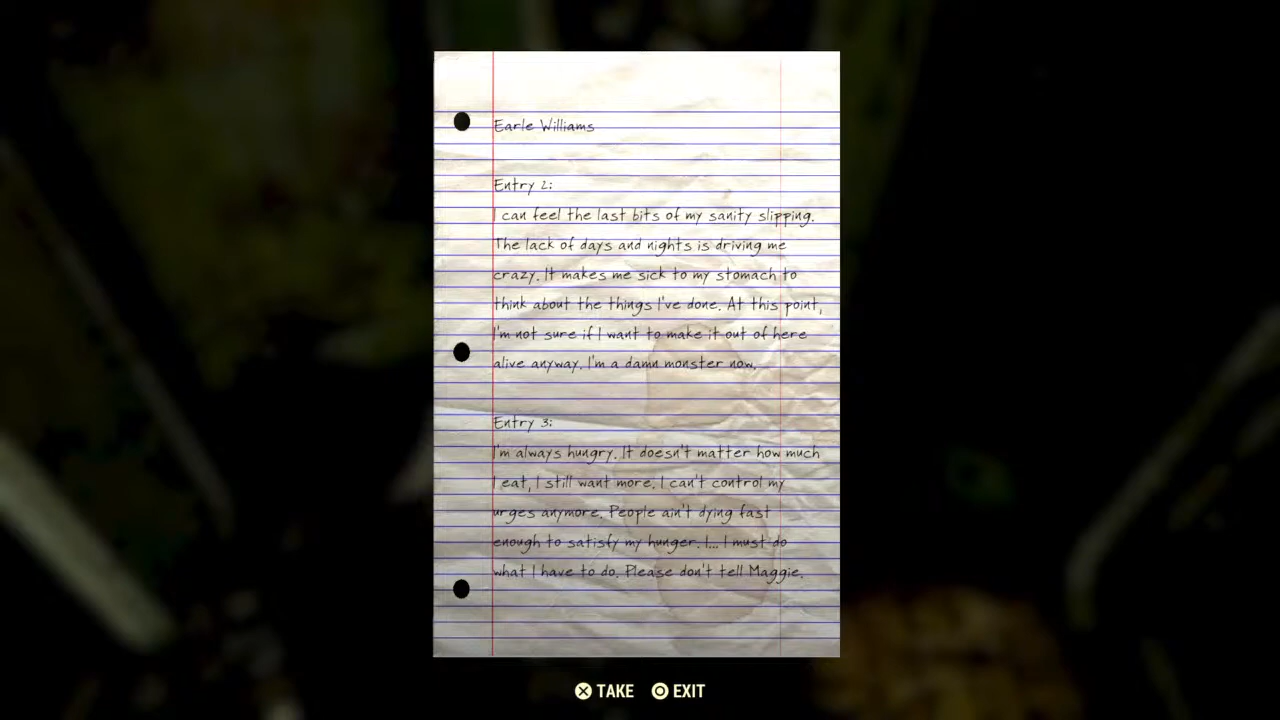 Earle Williams
Entry 2:
I can feel the last bits of my sanity slipping.
The lack of days and nights is driving me
crazy. It makes me sick to my stomach to
think about the things I've done. At this point,
I'm not sure if I want to make it out of here
alive anyway. I'm a damn monster now.
Entry 3:
I'm always hungry. It doesn't matter how much
I eat, I still want more. I can't control my
urges anymore. People ain't dying fast
enough to satisfy my hunger. I... I must do
what I have to do. Please don't tell Maggie.
TAKE EXIT